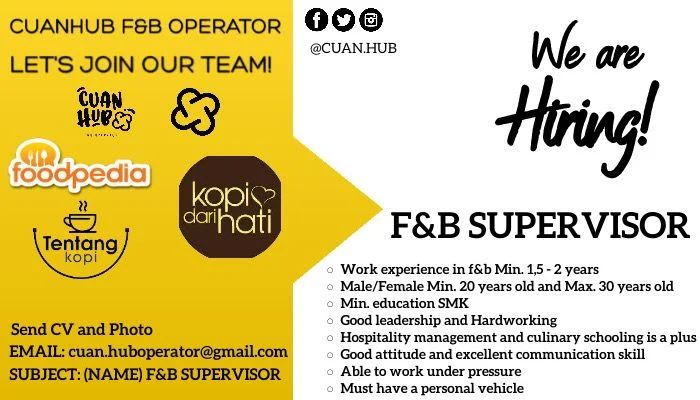 CUANHUB F&B OPERATOR
LET'S JOIN OUR TEAM!
CUAN
HUB
foodpedia
kopi
dari hati
Tentang
kopi
Send CV and Photo
EMAIL: cuan.huboperator@gmail.com
SUBJECT: (NAME) F&B SUPERVISOR
@CUAN.HUB
We are
Hiring!
F&B SUPERVISOR
○ Work experience in f&b Min. 1,5 - 2 years
○ Male/Female Min. 20 years old and Max. 30 years old
○ Min. education SMK
○ Good leadership and Hardworking
○ Hospitality management and culinary schooling is a plus
○ Good attitude and excellent communication skill
○ Able to work under pressure
○ Must have a personal vehicle